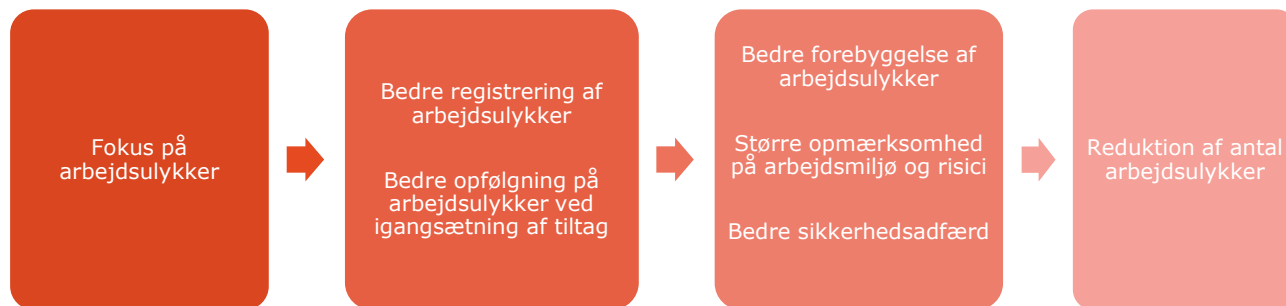 Fokus på
arbejdsulykker
Bedre registrering af
arbejdsulykker
Bedre opfølgning på
arbejdsulykker ved
igangsætning af tiltag
Bedre forebyggelse af
arbejdsulykker
Større opmærksomhed
på arbejdsmiljø og risici
Bedre sikkerhedsadfærd
Reduktion af antal
arbejdsulykker